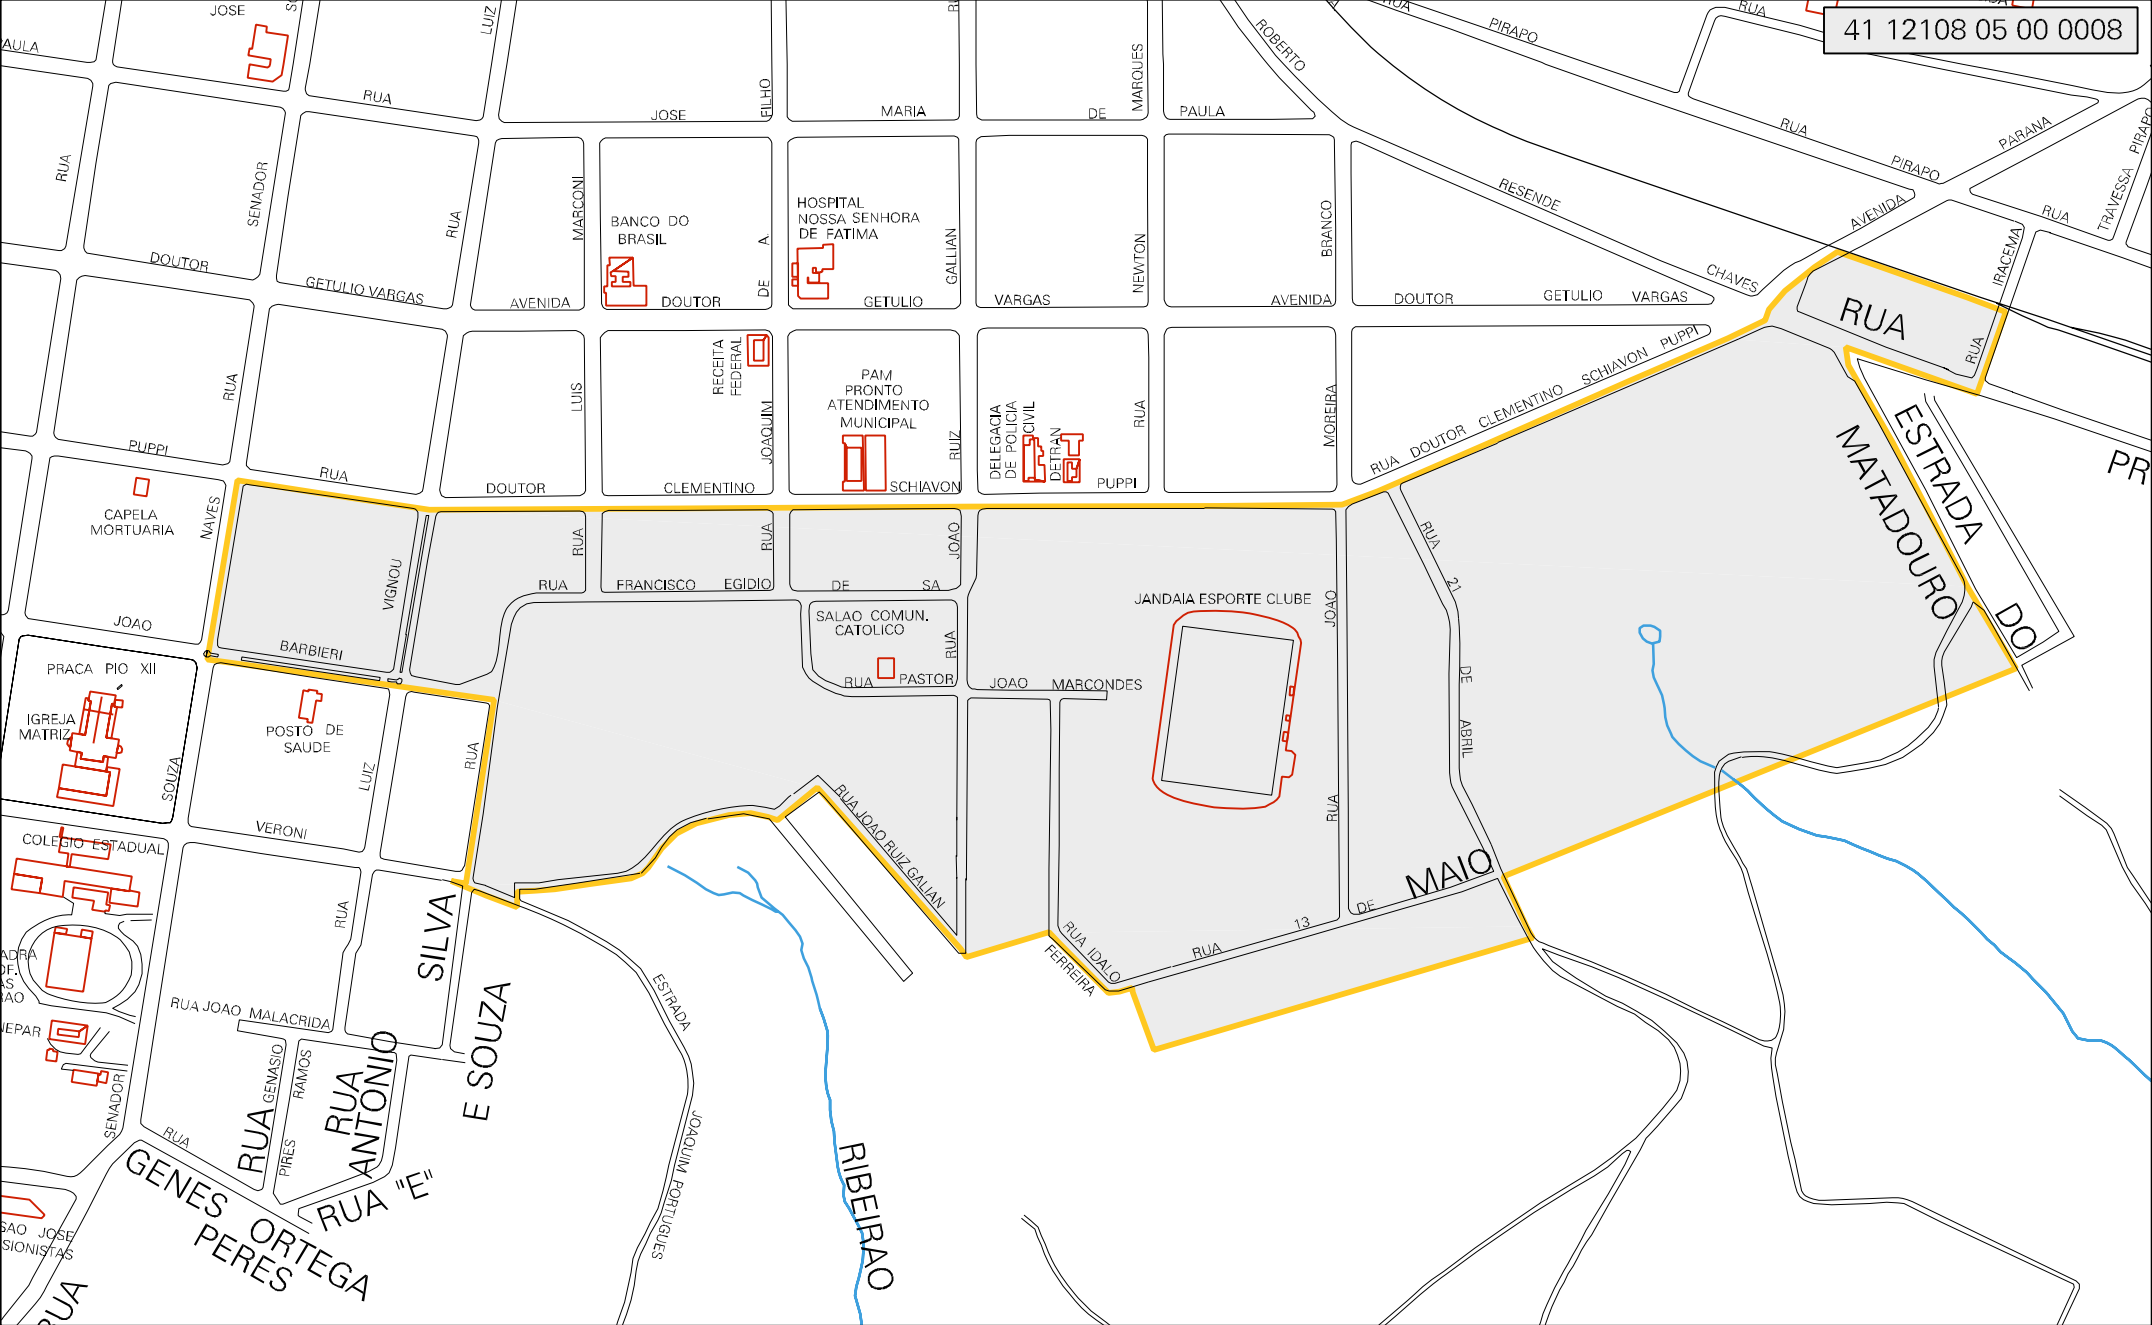 41 12108 05 00 0008
JOSE
LUIZ
RUA
PIRAPO
RUA
ROBERTO
PAULA
RUA
JOSE
FILHO
MARIA
DE
MARQUES
PAULA
RUA
PIRAPO
PARANA
TRAVESSA PIRAPO
RUA
SENADOR
RUA
MARCONI
BANCO DO
BRASIL
DE A.
HOSPITAL
NOSSA SENHORA
DE FATIMA
GALLIAN
NEWTON
BRANCO
RESENDE
CHAVES
AVENIDA
RUA
IRACEMA
DOUTOR
GETULIO VARGAS
AVENIDA
DOUTOR
GETULIO
VARGAS
AVENIDA
DOUTOR
GETULIO VARGAS
RUA
RUA
RUA
LUIS
RECEITA
FEDERAL
JOAQUIM
PAM
PRONTO
ATENDIMENTO
MUNICIPAL
RUIZ
DELEGACIA
DE POLICIA
CIVIL
DETRAN
RUA
MOREIRA
RUA DOUTOR CLEMENTINO SCHIAVON PUPPI
PUPPI
RUA
DOUTOR
CLEMENTINO
SCHIAVON
PUPPI
ESTRADA
DO
MATADOURO
PR
CAPELA
MORTUARIA
NAVES
VIGNOU
RUA
RUA
JOAO
RUA
21
DE
ABRIL
RUA
FRANCISCO
EGIDIO
DE
SA
JOAO
BARBIERI
SALAO COMUN.
CATOLICO
RUA
JANDAIA ESPORTE CLUBE
JOAO
RUA
PRACA PIO XII
IGREJA
MATRIZ
SOUZA
POSTO DE
SAUDE
LUIZ
RUA
RUA
PASTOR
JOAO
MARCONDES
VERONI
RUA JOAO RUIZ GALIAN
COLEGIO ESTADUAL
RUA
SILVA
E SOUZA
RUA IDALO
FERREIRA
RUA
13
DE
MAIO
ESTRADA
JOAQUIM PORTUGUES
RUA JOAO MALACRIDA
RUA
GENASIO
RAMOS
PIRES
RUA
ANTONIO
SENADOR
RUA
GENES ORTEGA
PERES
RUA "E"
RIBEIRAO
SAO JOSE
RUA